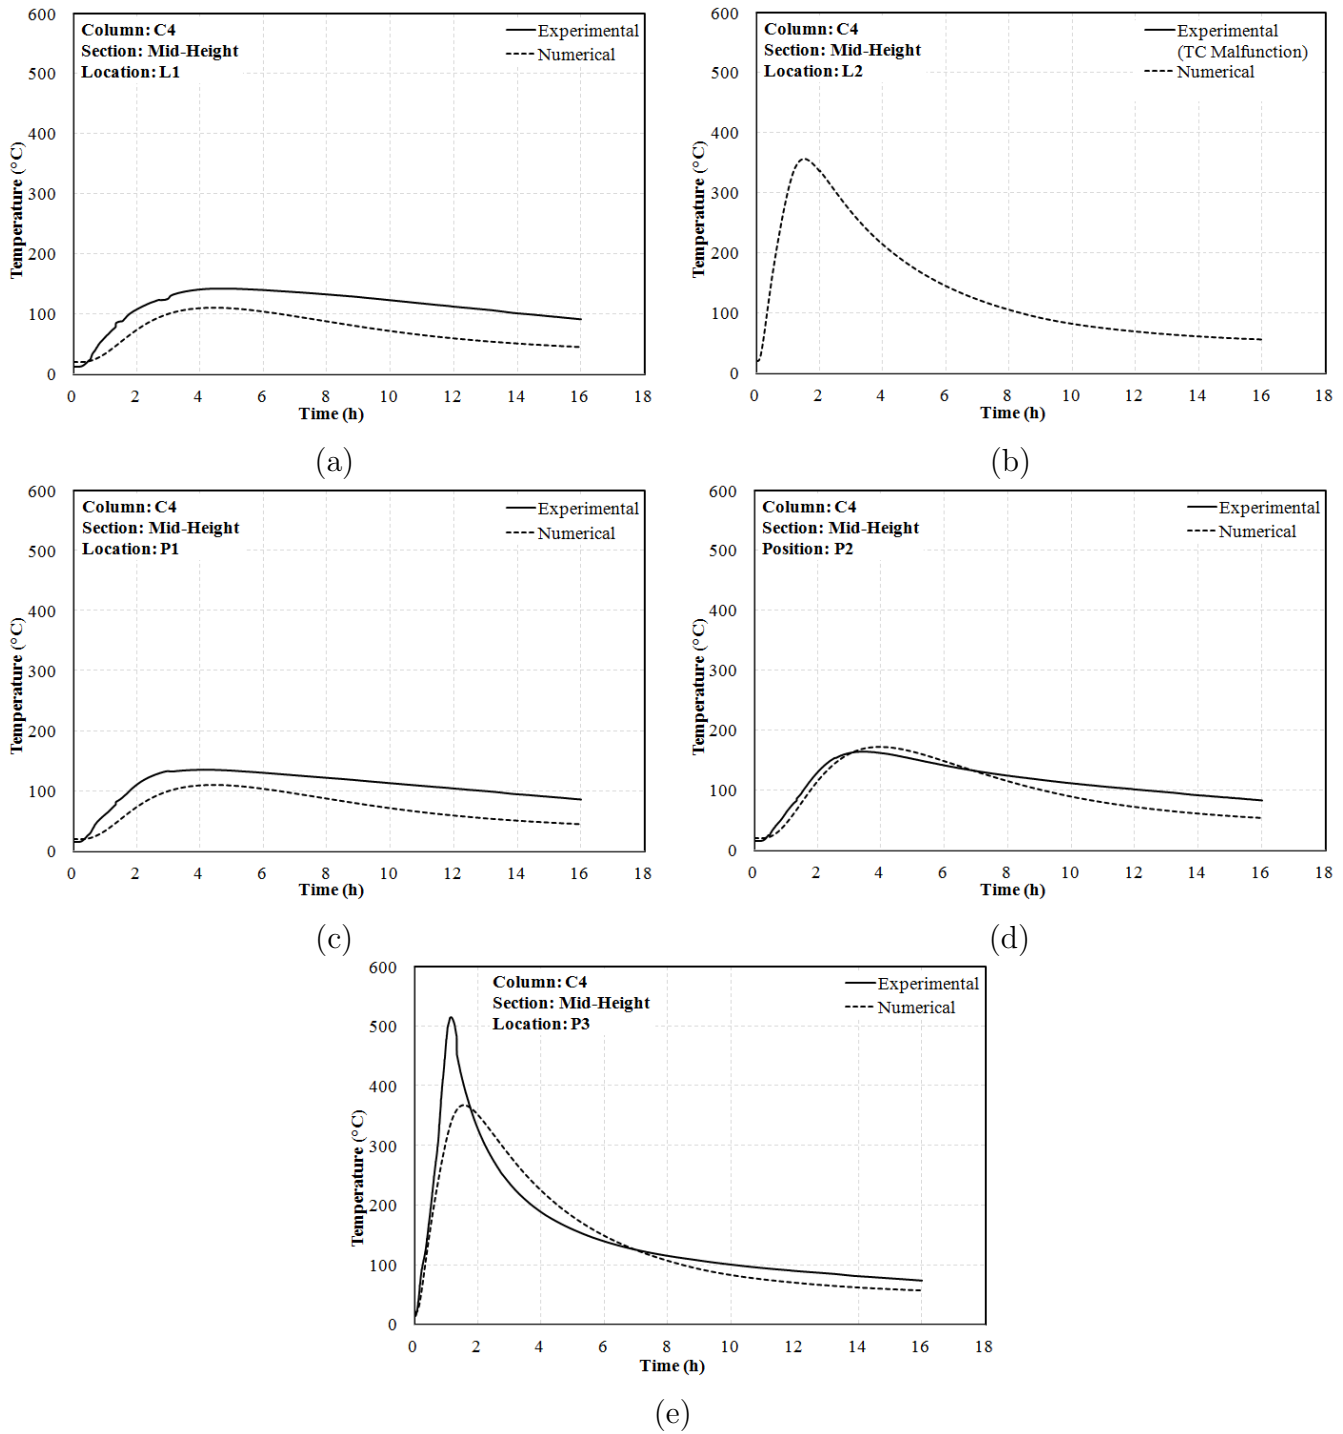 600
500
400
300
200
100
0
Temperature (°C)
Column: C4
Section: Mid-Height
Location: L1
Experimental
Numerical
0 2 4 6 8 10 12 14 16 18
Time (h)
(a)
600
500
400
300
200
100
0
Temperature (°C)
Column: C4
Section: Mid-Height
Location: L2
Experimental
(TC Malfunction)
Numerical
0 2 4 6 8 10 12 14 16 18
Time (h)
(b)
600
500
400
300
200
100
0
Temperature (°C)
Column: C4
Section: Mid-Height
Location: P1
Experimental
Numerical
0 2 4 6 8 10 12 14 16 18
Time (h)
(c)
600
500
400
300
200
100
0
Temperature (°C)
Column: C4
Section: Mid-Height
Position: P2
Experimental
Numerical
0 2 4 6 8 10 12 14 16 18
Time (h)
(d)
600
500
400
300
200
100
0
Temperature (°C)
Column: C4
Section: Mid-Height
Location: P3
Experimental
Numerical
0 2 4 6 8 10 12 14 16 18
Time (h)
(e)